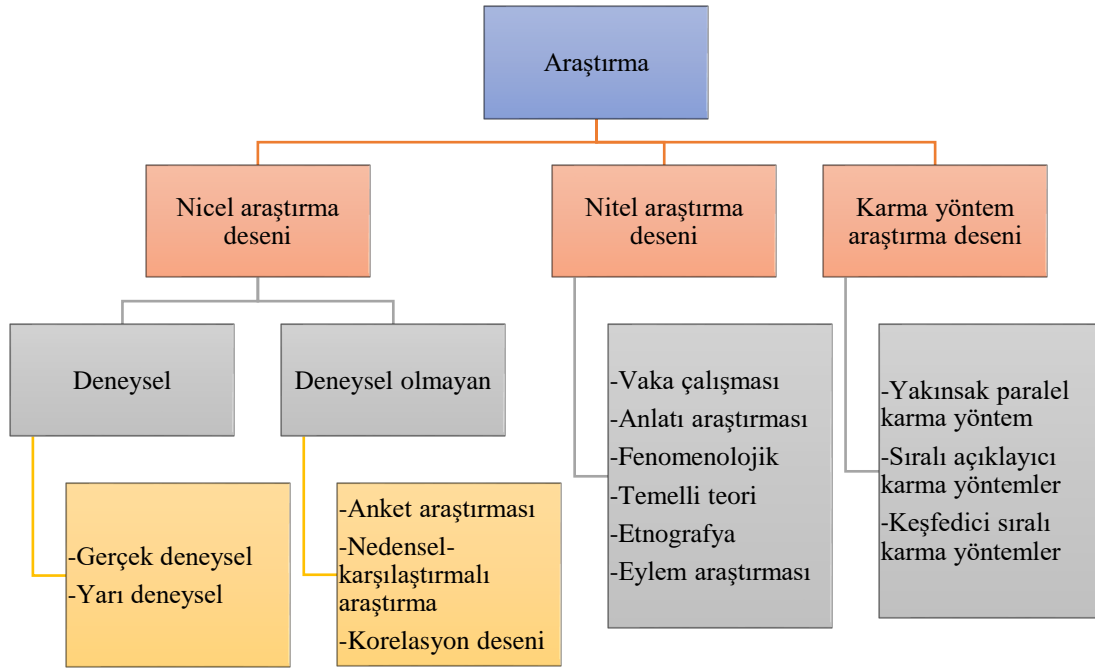 Araştırma
Nicel araştırma
deseni
Nitel araştırma
deseni
Karma yöntem
araştırma deseni
Deneysel
Deneysel olmayan
-Vaka çalışması
-Anlatı araştırması
-Fenomenolojik
-Temelli teori
-Etnografya
-Eylem araştırması
-Yakınsak paralel
karma yöntem
-Sıralı açıklayıcı
karma yöntemler
-Keşfedici sıralı
karma yöntemler
-Gerçek deneysel
-Yarı deneysel
-Anket araştırması
-Nedensel-
karşılaştırmalı
araştırma
-Korelasyon deseni